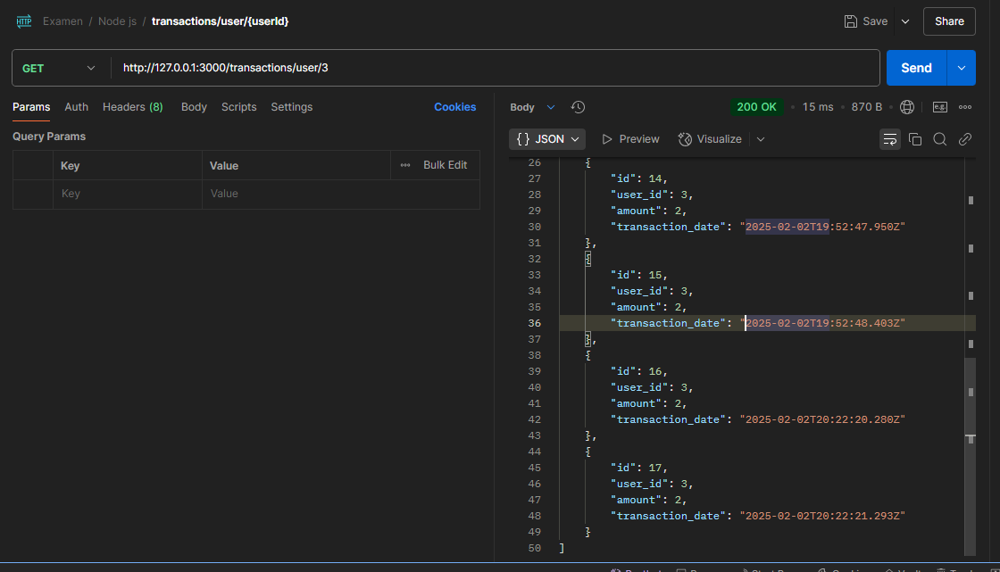 HTTP Examen / Node js / transactions/user/{userId} Save Share
GET http://127.0.0.1:3000/transactions/user/3 Send
Params Auth Headers (8) Body Scripts Settings Cookies
Query Params
Key Value Bulk Edit
Key Value
Body 200 OK 15 ms 870 B e.g.
{} JSON Preview Visualize
26 {
27 "id": 14,
28 "user_id": 3,
29 "amount": 2,
30 "transaction_date": "2025-02-02T19:52:47.950Z"
31 },
32 {
33 "id": 15,
34 "user_id": 3,
35 "amount": 2,
36 "transaction_date": "2025-02-02T19:52:48.403Z"
37 },
38 {
39 "id": 16,
40 "user_id": 3,
41 "amount": 2,
42 "transaction_date": "2025-02-02T20:22:20.280Z"
43 },
44 {
45 "id": 17,
46 "user_id": 3,
47 "amount": 2,
48 "transaction_date": "2025-02-02T20:22:21.293Z"
49 }
50 ]